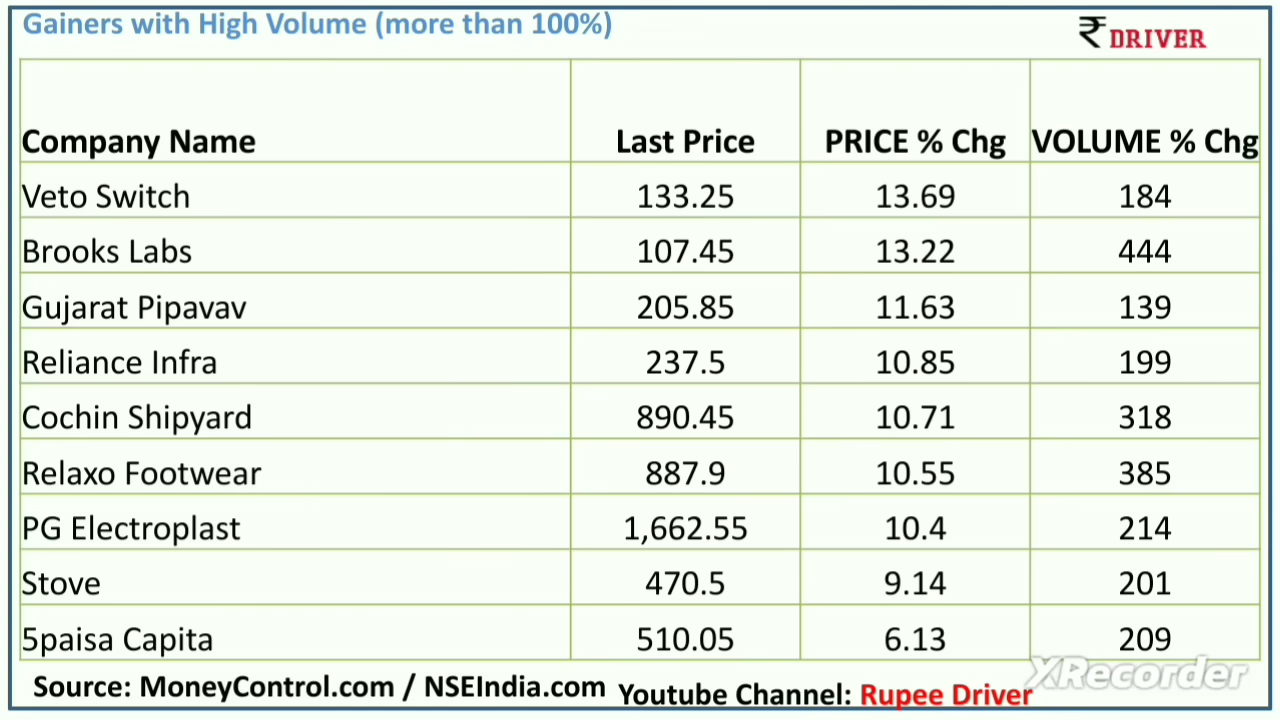 Gainers with High Volume (more than 100%)
₹ DRIVER
Company Name Last Price PRICE % Chg VOLUME % Chg
Veto Switch 133.25 13.69 184
Brooks Labs 107.45 13.22 444
Gujarat Pipavav 205.85 11.63 139
Reliance Infra 237.5 10.85 199
Cochin Shipyard 890.45 10.71 318
Relaxo Footwear 887.9 10.55 385
PG Electroplast 1,662.55 10.4 214
Stove 470.5 9.14 201
5paisa Capita 510.05 6.13 209
Source: MoneyControl.com / NSEIndia.com Youtube Channel: Rupee Driver
XRecorder